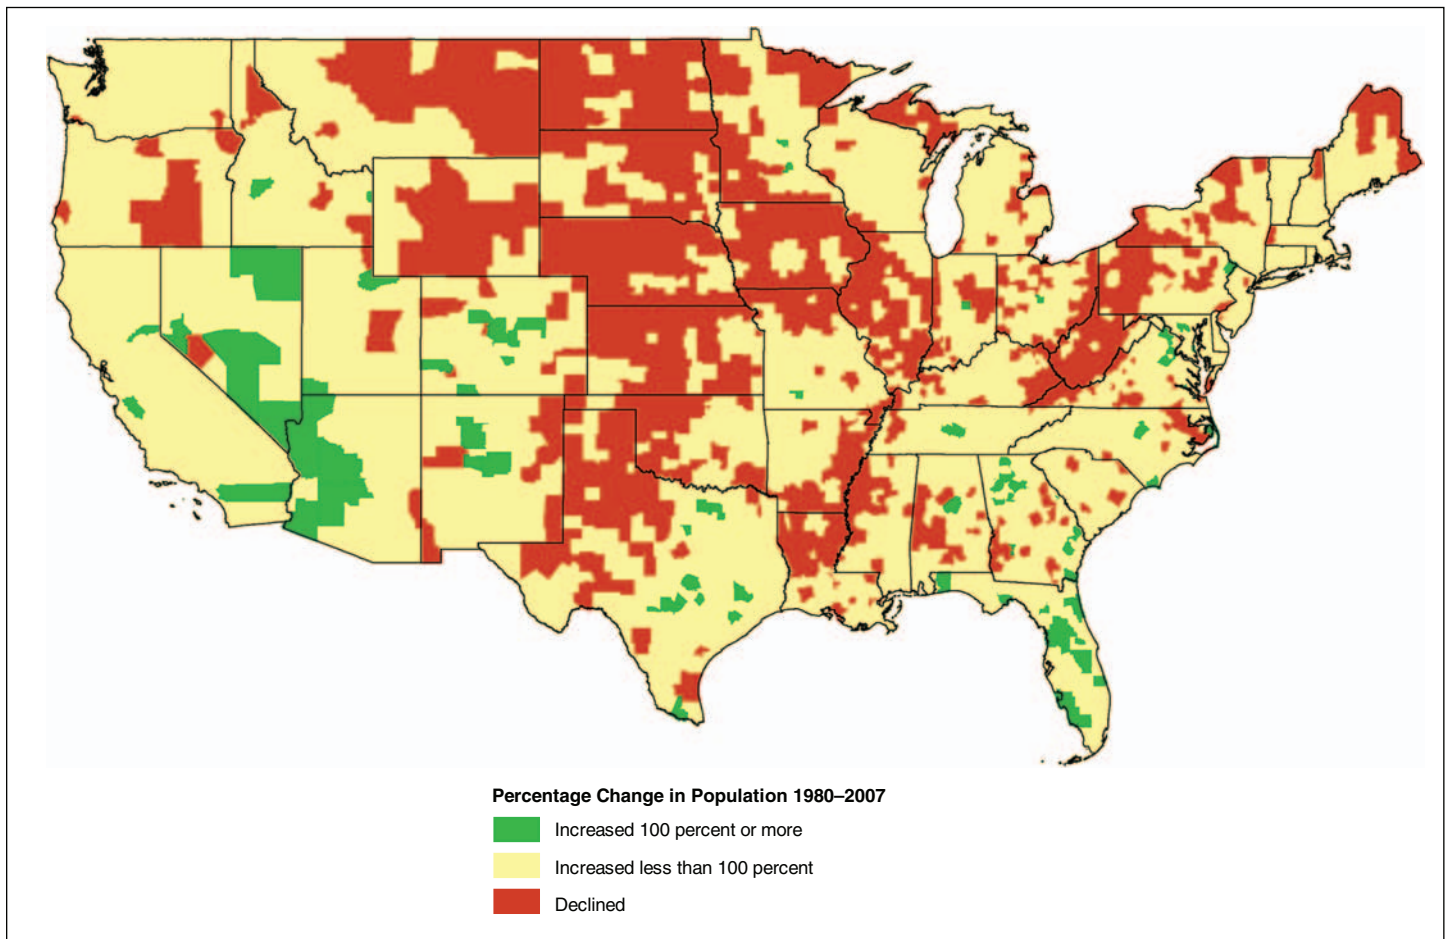 Percentage Change in Population 1980–2007
Increased 100 percent or more
Increased less than 100 percent
Declined